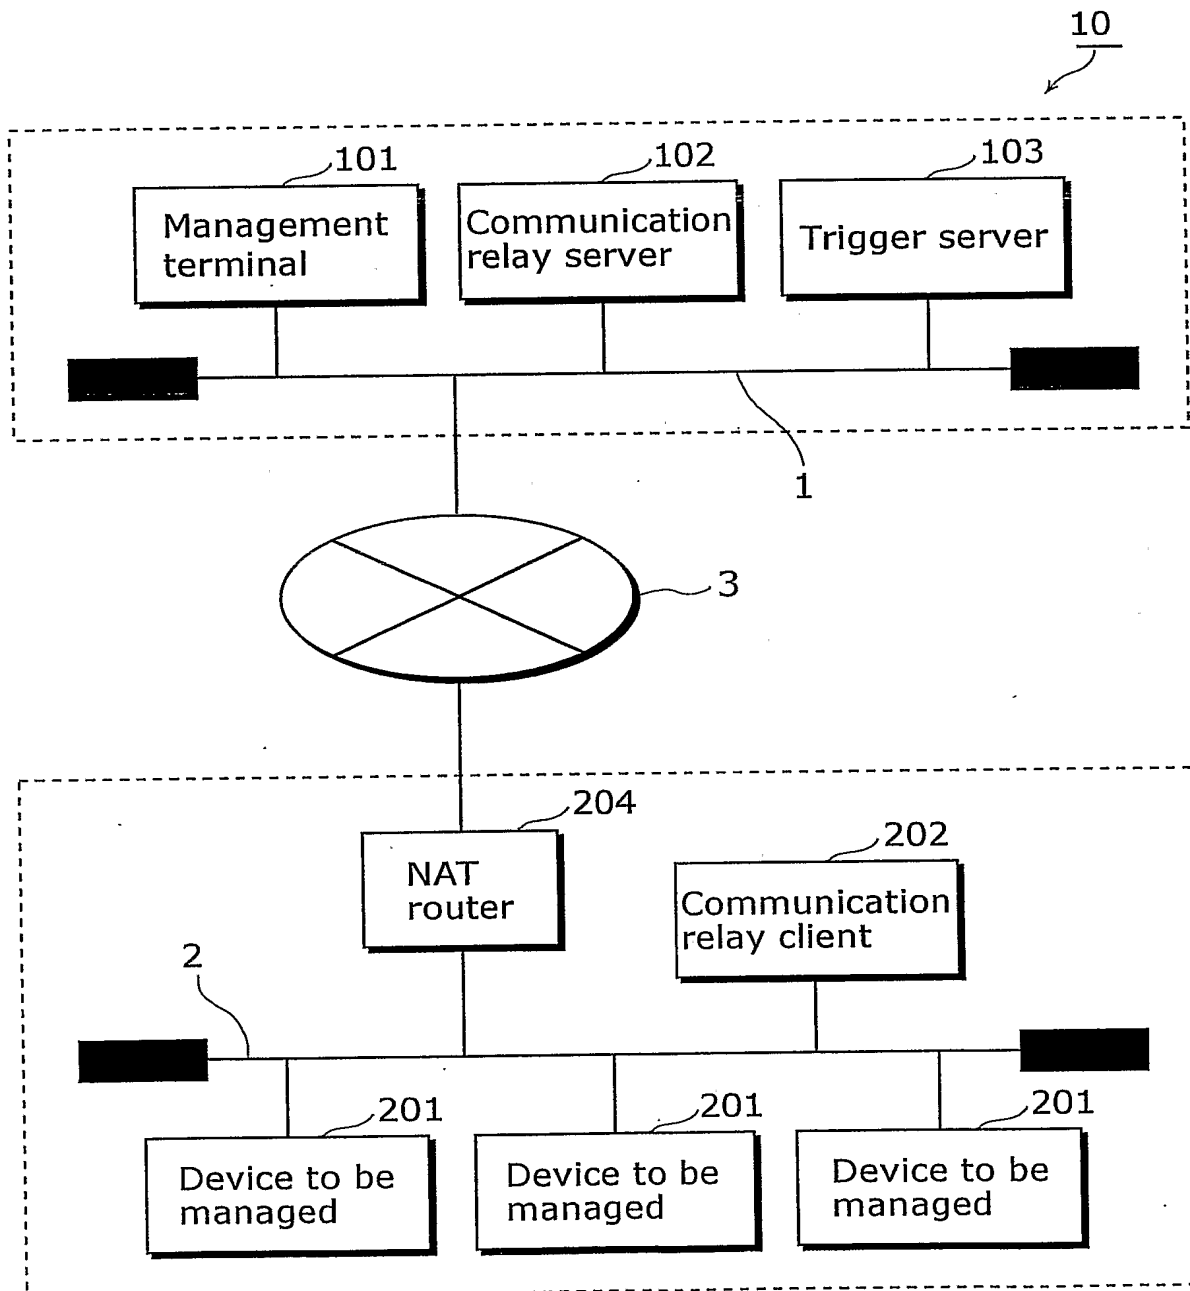 10
101
102
103
Management
terminal
Communication
relay server
Trigger server
1
3
204
202
NAT
router
Communication
relay client
2
201
201
201
Device to be
managed
Device to be
managed
Device to be
managed